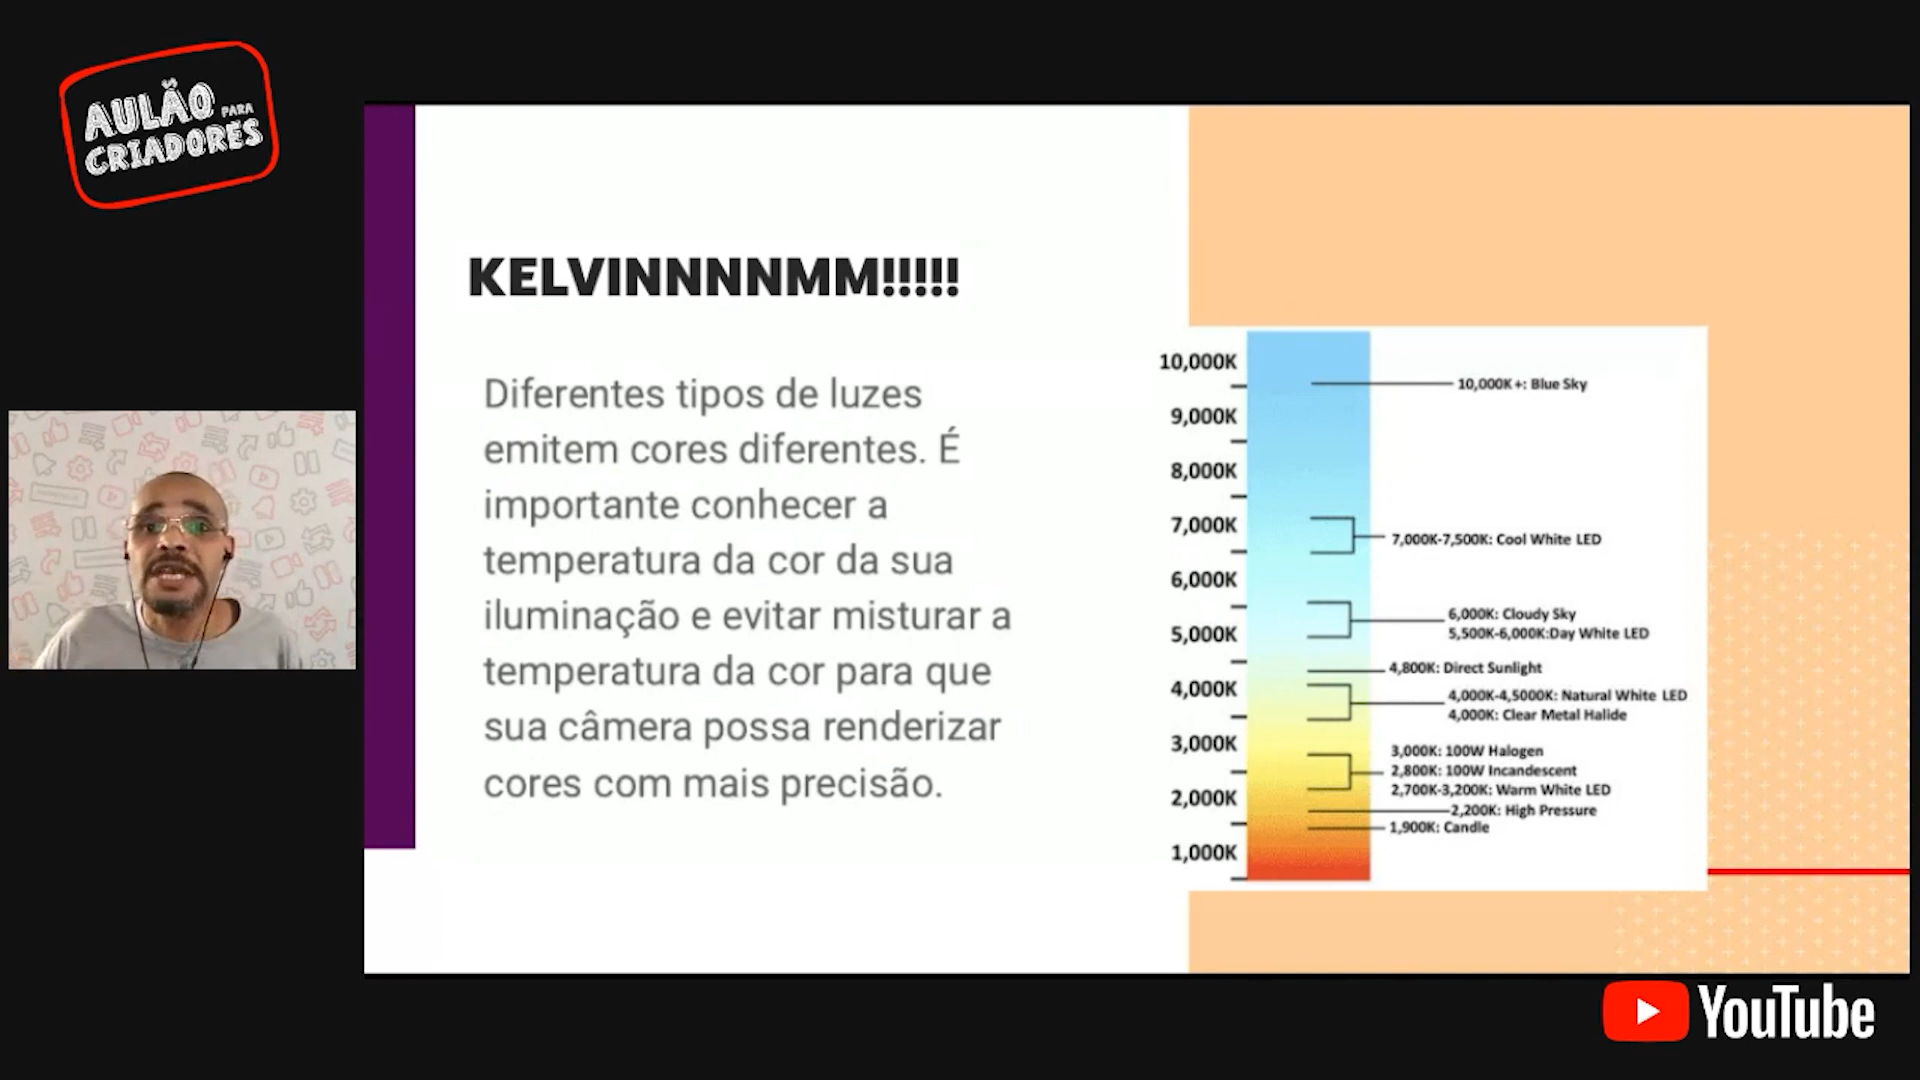 AULÃO PARA
CRIADORES
KELVINNNNMM!!!!!
Diferentes tipos de luzes
emitem cores diferentes. É
importante conhecer a
temperatura da cor da sua
iluminação e evitar misturar a
temperatura da cor para que
sua câmera possa renderizar
cores com mais precisão.
10,000K
9,000K
8,000K
7,000K
6,000K
5,000K
4,000K
3,000K
2,000K
1,000K
10,000K+: Blue Sky
7,000K-7,500K: Cool White LED
6,000K: Cloudy Sky
5,500K-6,000K:Day White LED
4,800K: Direct Sunlight
4,000K-4,5000K: Natural White LED
4,000K: Clear Metal Halide
3,000K: 100W Halogen
2,800K: 100W Incandescent
2,700K-3,200K: Warm White LED
2,200K: High Pressure
1,900K: Candle
YouTube